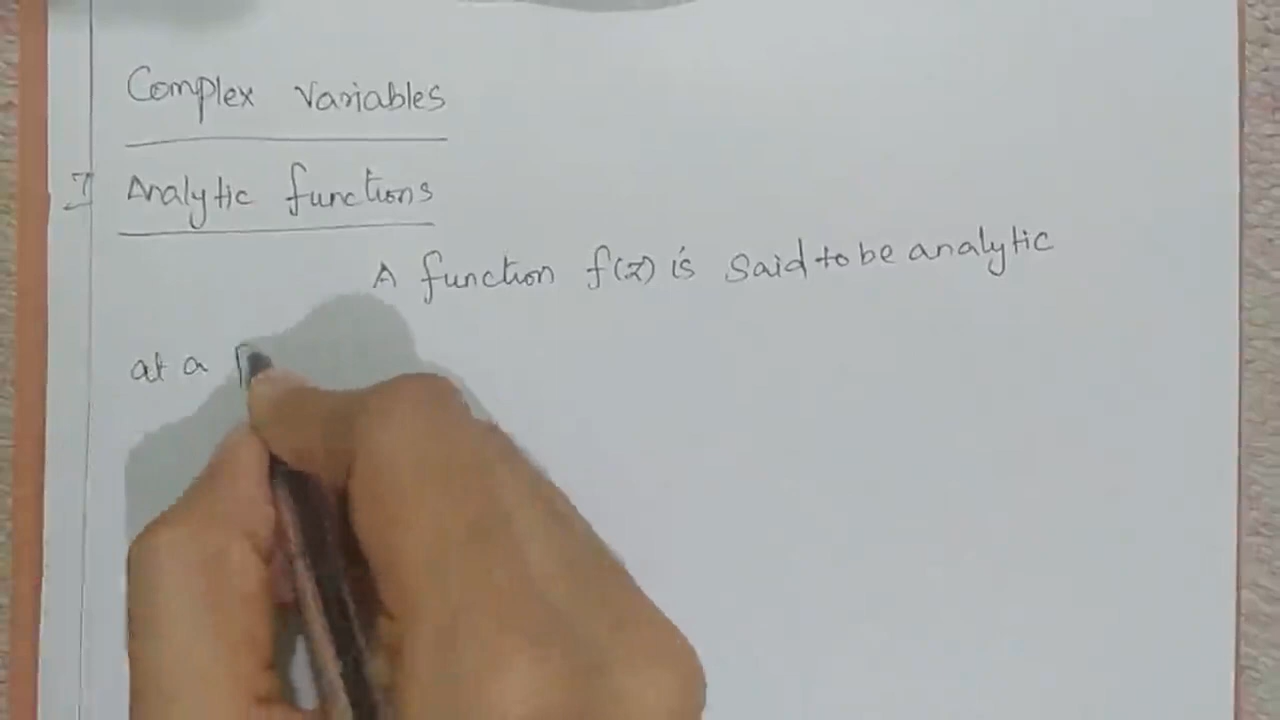 Complex Variables
I Analytic functions
A function f(z) is said to be analytic
at a